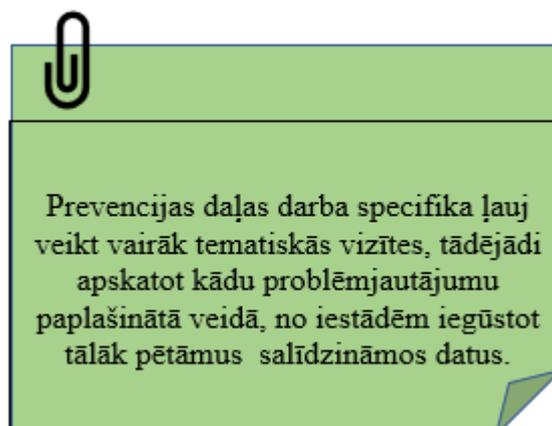 Prevencijas daļas darba specifika ļauj
veikt vairāk tematiskās vizītes, tādējādi
apskatot kādu problēmjautājumu
paplašinātā veidā, no iestādēm iegūstot
tālāk pētāmus  salīdzināmos datus.